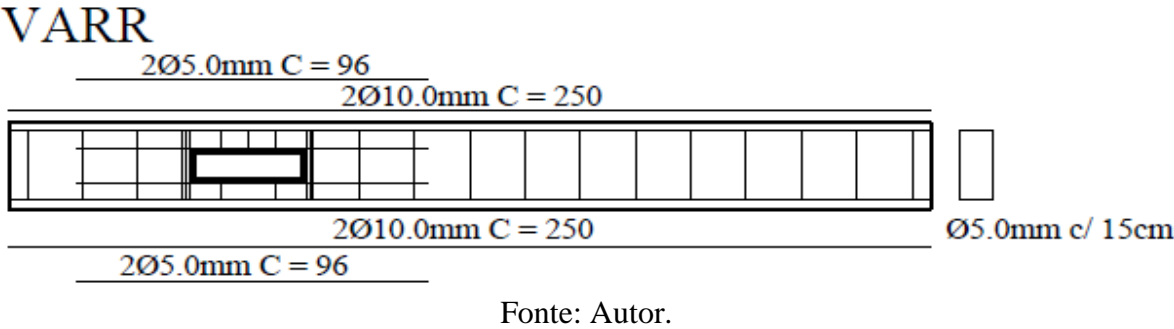 VARR
2Ø5.0mm C = 96
2Ø10.0mm C = 250
2Ø10.0mm C = 250
Ø5.0mm c/ 15cm
2Ø5.0mm C = 96
Fonte: Autor.